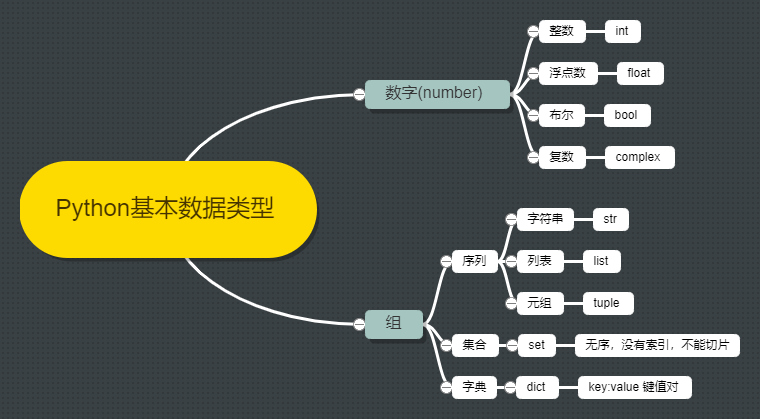 Python基本数据类型
数字(number)
整数 int
浮点数 float
布尔 bool
复数 complex
组
序列
字符串 str
列表 list
元组 tuple
集合 set 无序，没有索引，不能切片
字典 dict key:value 键值对